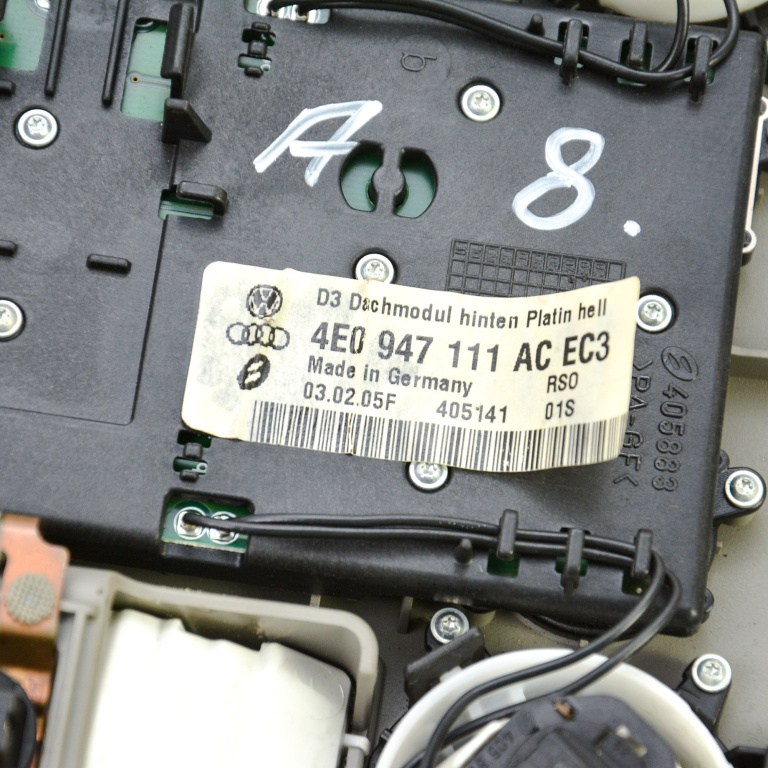 b
A 8.
D3 Dachmodul hinten Platin hell
4E0 947 111 AC EC3
Made in Germany RSO
03.02.05F 405141 01S
405883
>PA-GF<